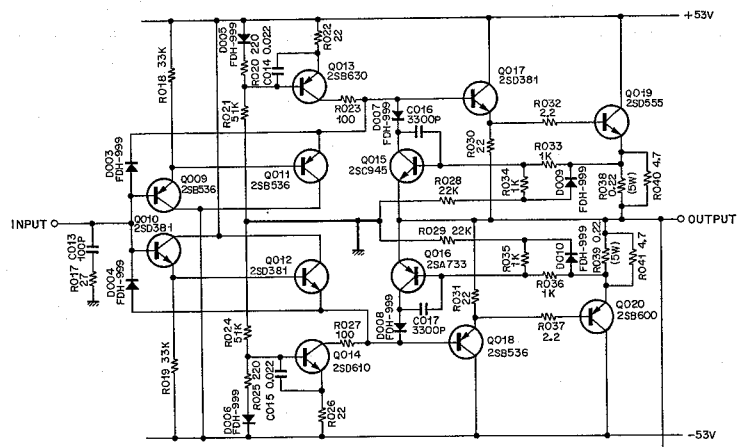 +53V
R018 33K
D005
FDH-999
R020 220
C014 0.022
R022
22
Q013
2SB630
R021
51K
R023
100
D007
FDH-999
C016
3300P
Q017
2SD381
R032
2.2
Q019
2SD555
D003
FDH-999
Q009
2SB536
Q011
2SB536
Q015
2SC945
R030
22
R033
1K
R028
22K
R034
1K
D009
FDH-999
R038
0.22
(5W)
R040 4.7
INPUT
OUTPUT
Q010
2SD381
C013
100P
R017
27
D004
FDH-999
Q012
2SD381
R029 22K
Q016
2SA733
R035
1K
D010
FDH-999
R036
1K
R039 0.22
(5W)
R041 4.7
R024
51K
R027
100
D008
FDH-999
C017
3300P
R031
22
Q018
2SB536
R037
2.2
Q020
2SB600
R019 33K
Q014
2SD610
D006
FDH-999
R025 220
C015 0.022
R026
22
-53V